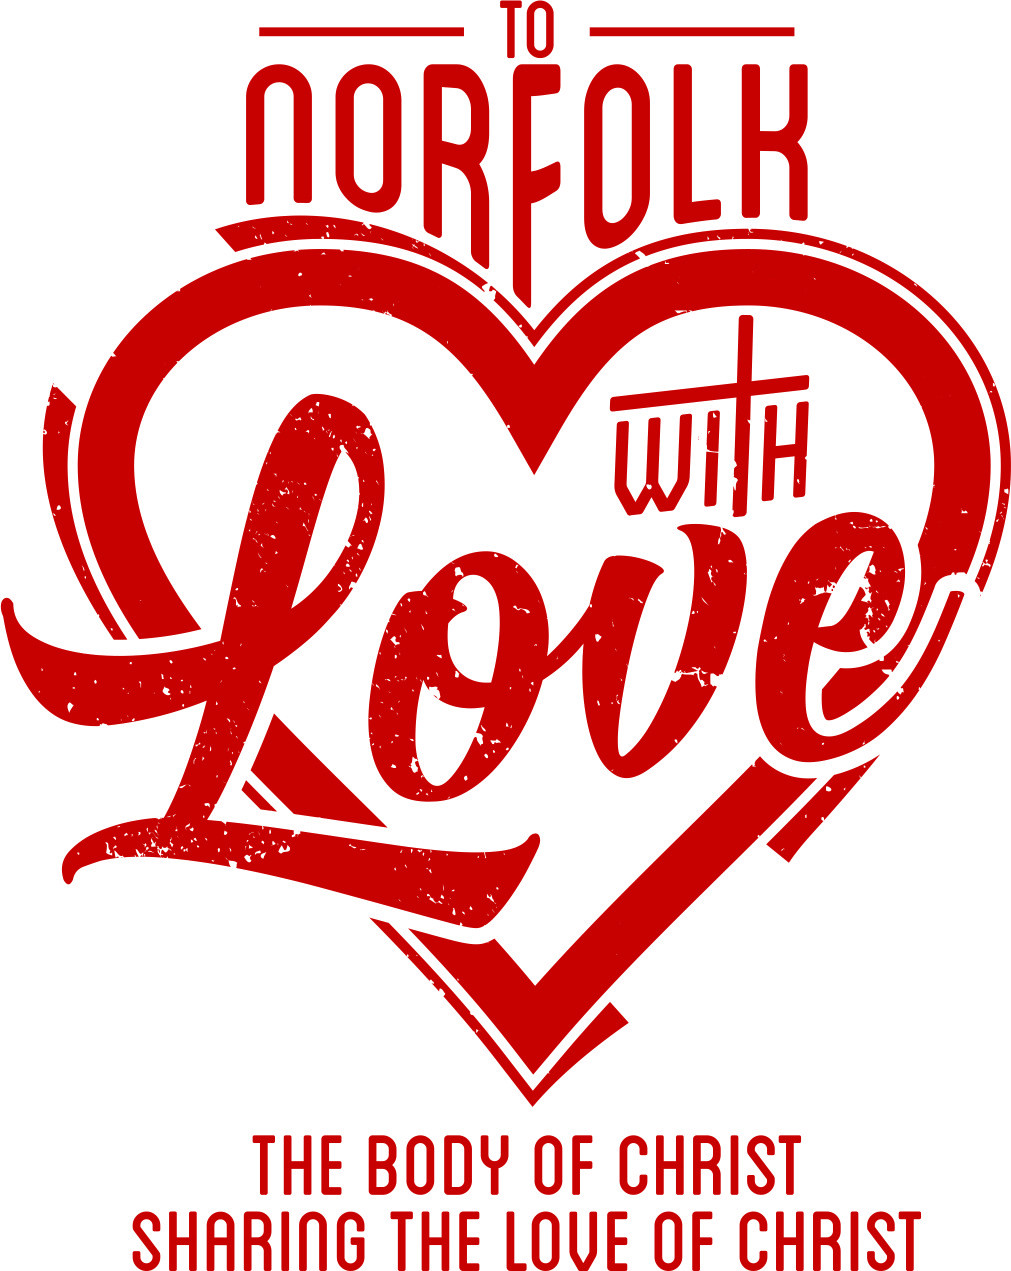 TO
NORFOLK
WITH
Love
THE BODY OF CHRIST
SHARING THE LOVE OF CHRIST